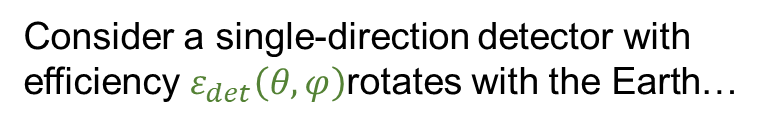 Consider a single-direction detector with
efficiency ε_det(θ, φ)rotates with the Earth…